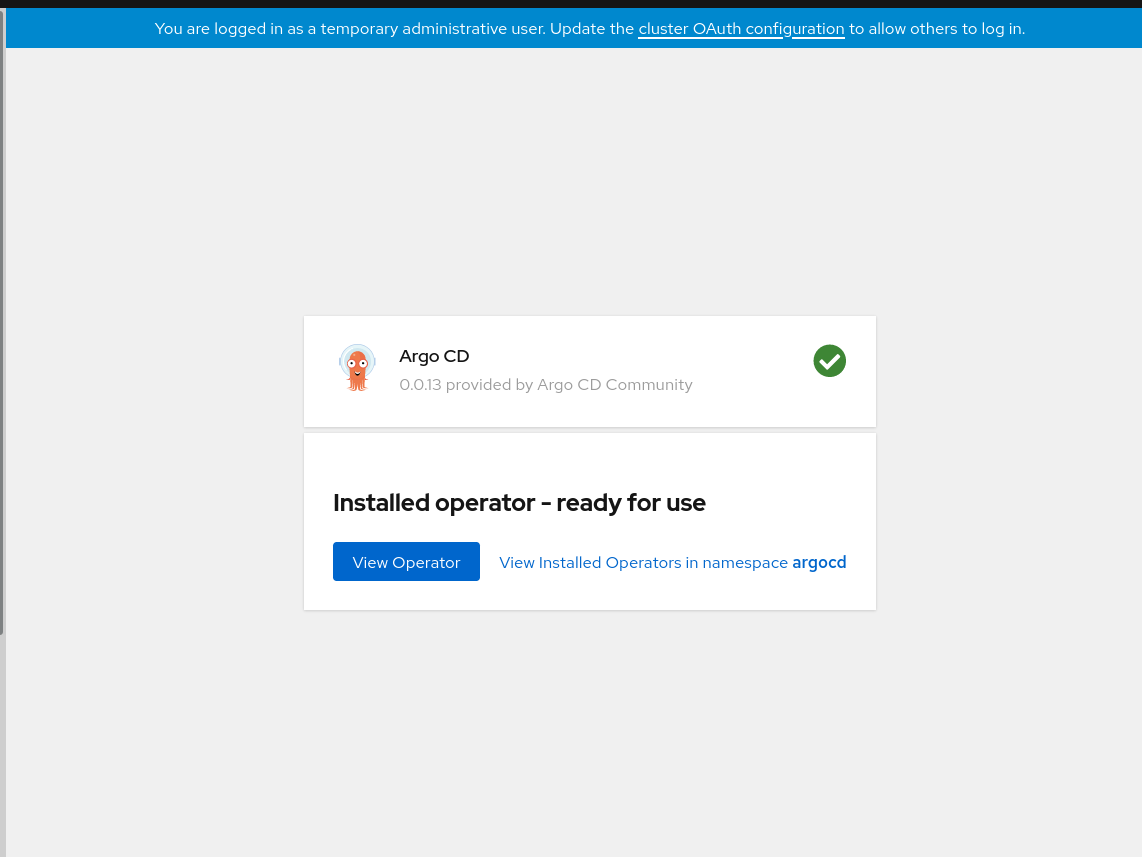 You are logged in as a temporary administrative user. Update the cluster OAuth configuration to allow others to log in.
Argo CD
0.0.13 provided by Argo CD Community
Installed operator - ready for use
View Operator
View Installed Operators in namespace argocd